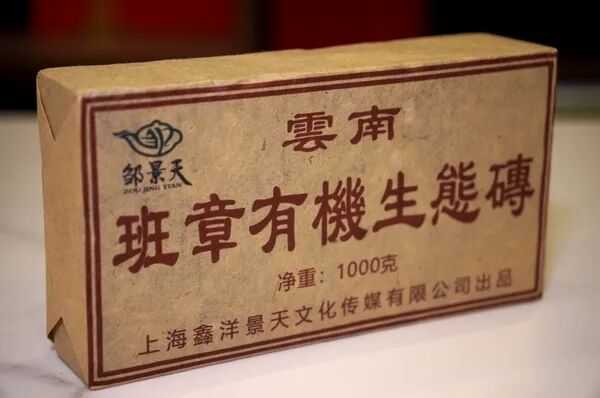 雲南
邹景天
ZOU JING TIAN
班章有機生態磚
净重：1000克
上海鑫洋景天文化传媒有限公司出品